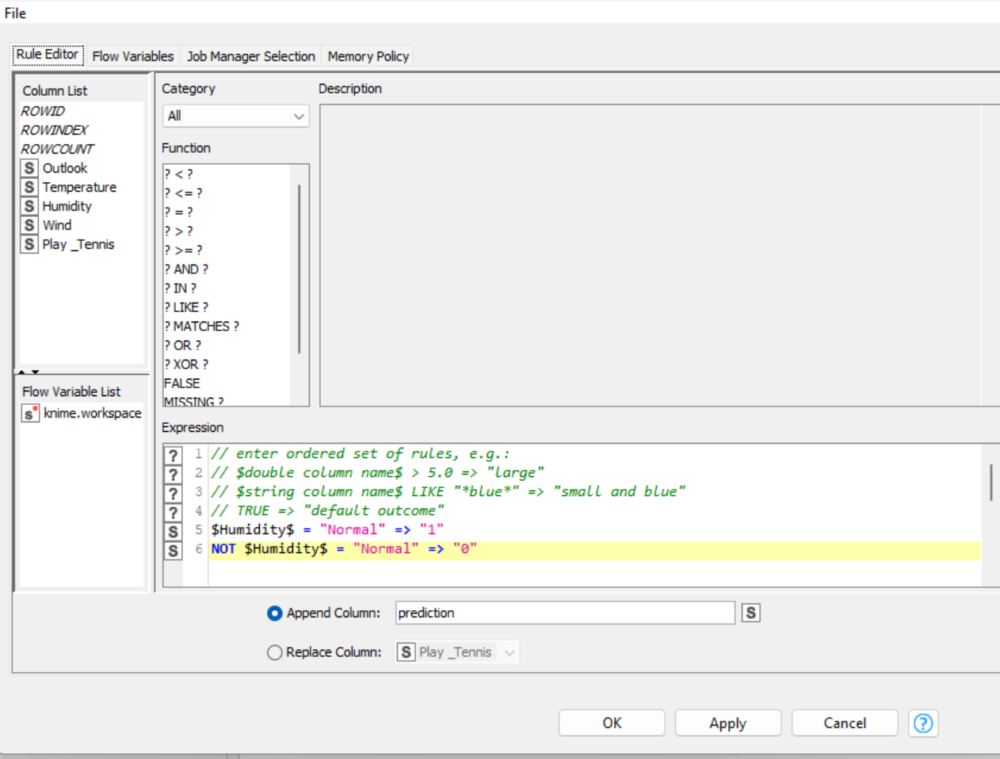 File
Rule Editor Flow Variables Job Manager Selection Memory Policy
Column List
ROWID
ROWINDEX
ROWCOUNT
S Outlook
S Temperature
S Humidity
S Wind
S Play _Tennis
Flow Variable List
s knime.workspace
Category
All
Function
? < ?
? <= ?
? = ?
? > ?
? >= ?
? AND ?
? IN ?
? LIKE ?
? MATCHES ?
? OR ?
? XOR ?
FALSE
MISSING ?
Description
Expression
? 1 // enter ordered set of rules, e.g.:
? 2 // $double column name$ > 5.0 => "large"
? 3 // $string column name$ LIKE "*blue*" => "small and blue"
? 4 // TRUE => "default outcome"
S 5 $Humidity$ = "Normal" => "1"
S 6 NOT $Humidity$ = "Normal" => "0"
Append Column: prediction S
Replace Column: S Play _Tennis
OK Apply Cancel ?